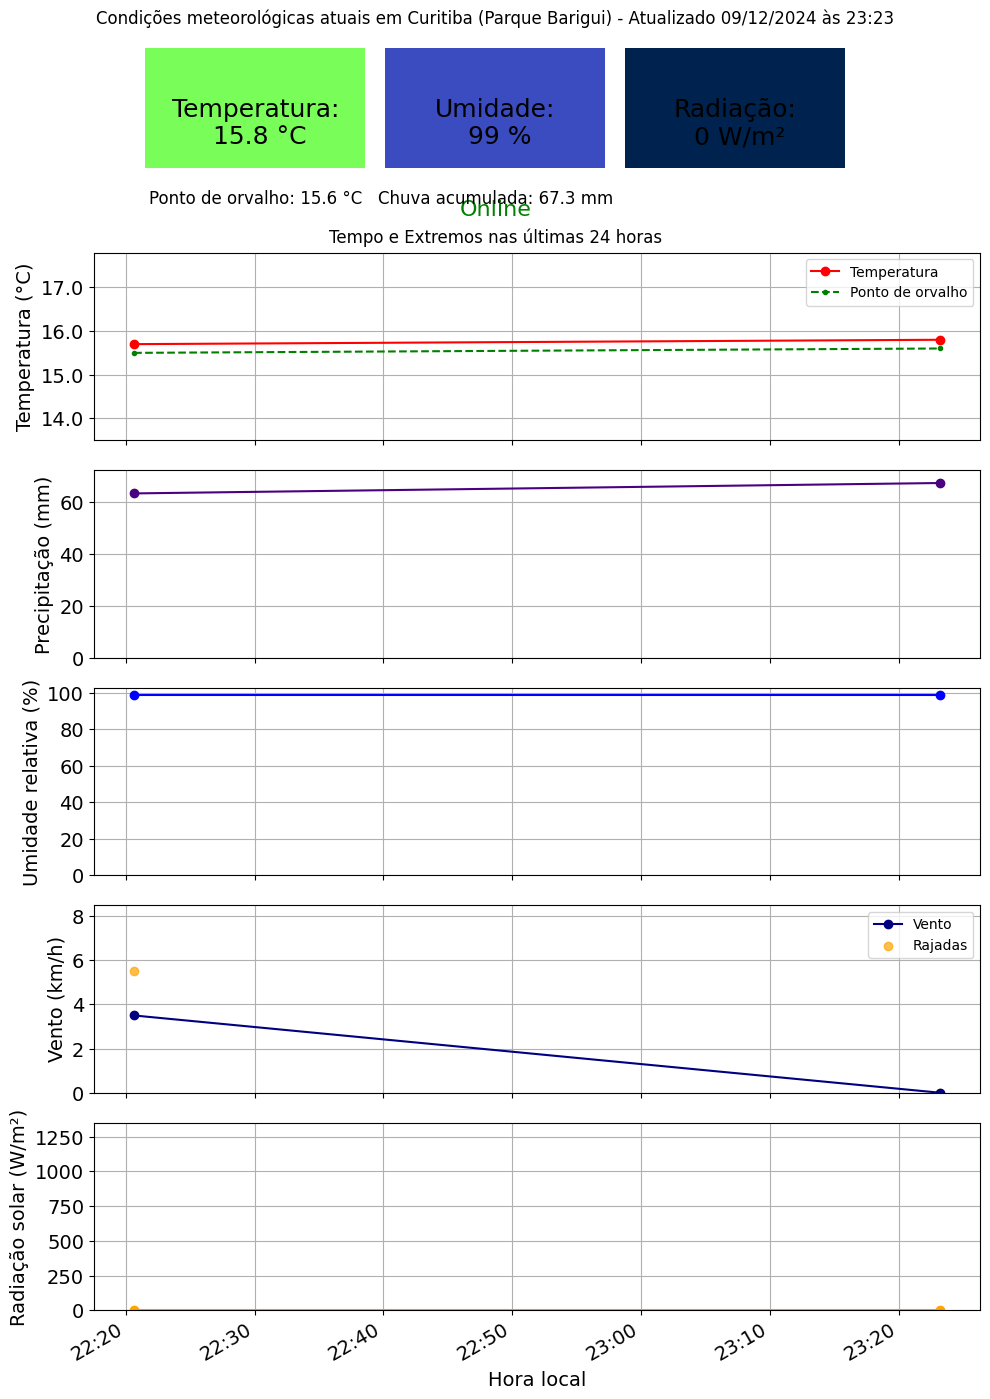 Condições meteorológicas atuais em Curitiba (Parque Barigui) - Atualizado 09/12/2024 às 23:23
Temperatura:
15.8 °C
Umidade:
99 %
Radiação:
0 W/m²
Ponto de orvalho: 15.6 °C   Chuva acumulada: 67.3 mm
Online
Tempo e Extremos nas últimas 24 horas
Temperatura (°C)
17.0
16.0
15.0
14.0
Temperatura
Ponto de orvalho
Precipitação (mm)
60
40
20
0
Umidade relativa (%)
100
80
60
40
20
0
Vento (km/h)
8
6
4
2
0
Vento
Rajadas
Radiação solar (W/m²)
1250
1000
750
500
250
0
22:20
22:30
22:40
22:50
23:00
23:10
23:20
Hora local